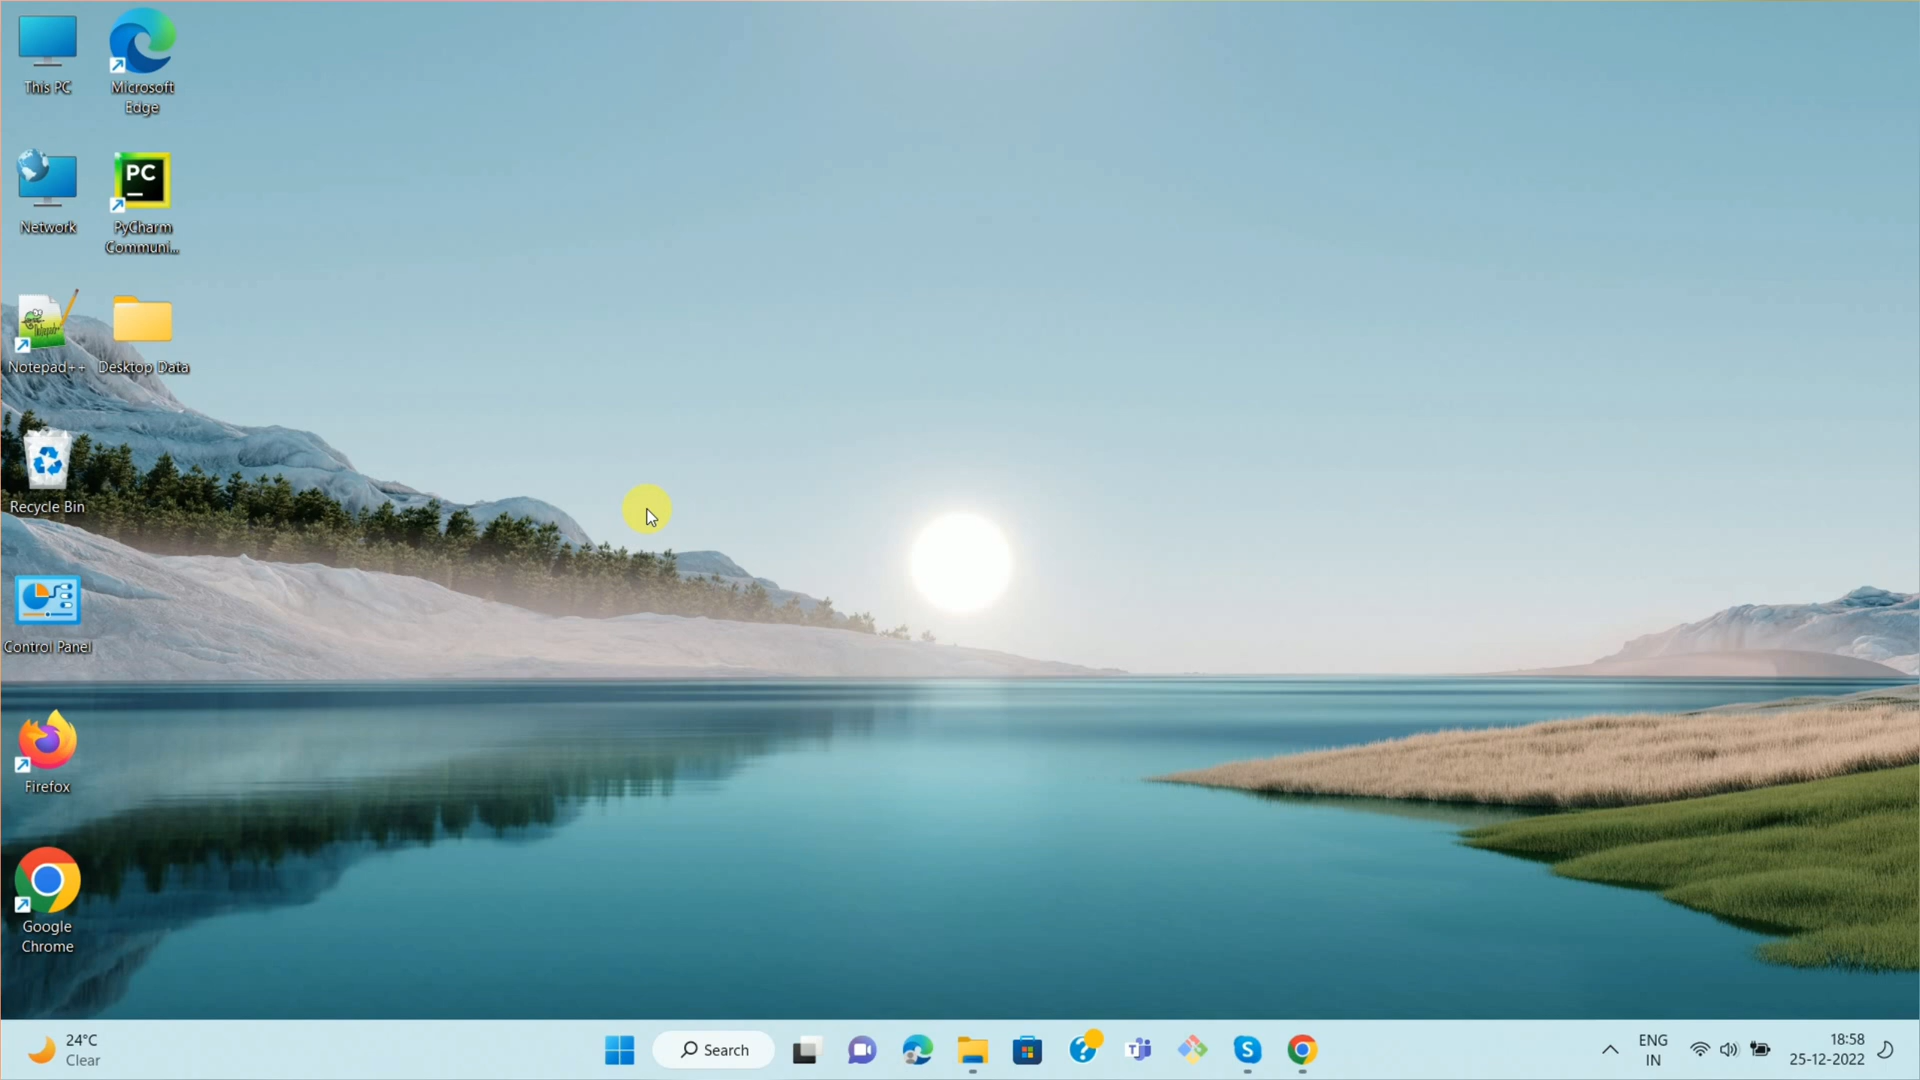 This PC
Microsoft
Edge
Network
PC
PyCharm
Communi...
Notepad++
Desktop Data
Recycle Bin
Control Panel
Firefox
Google
Chrome
24°C
Clear
Search
ENG
IN
18:58
25-12-2022